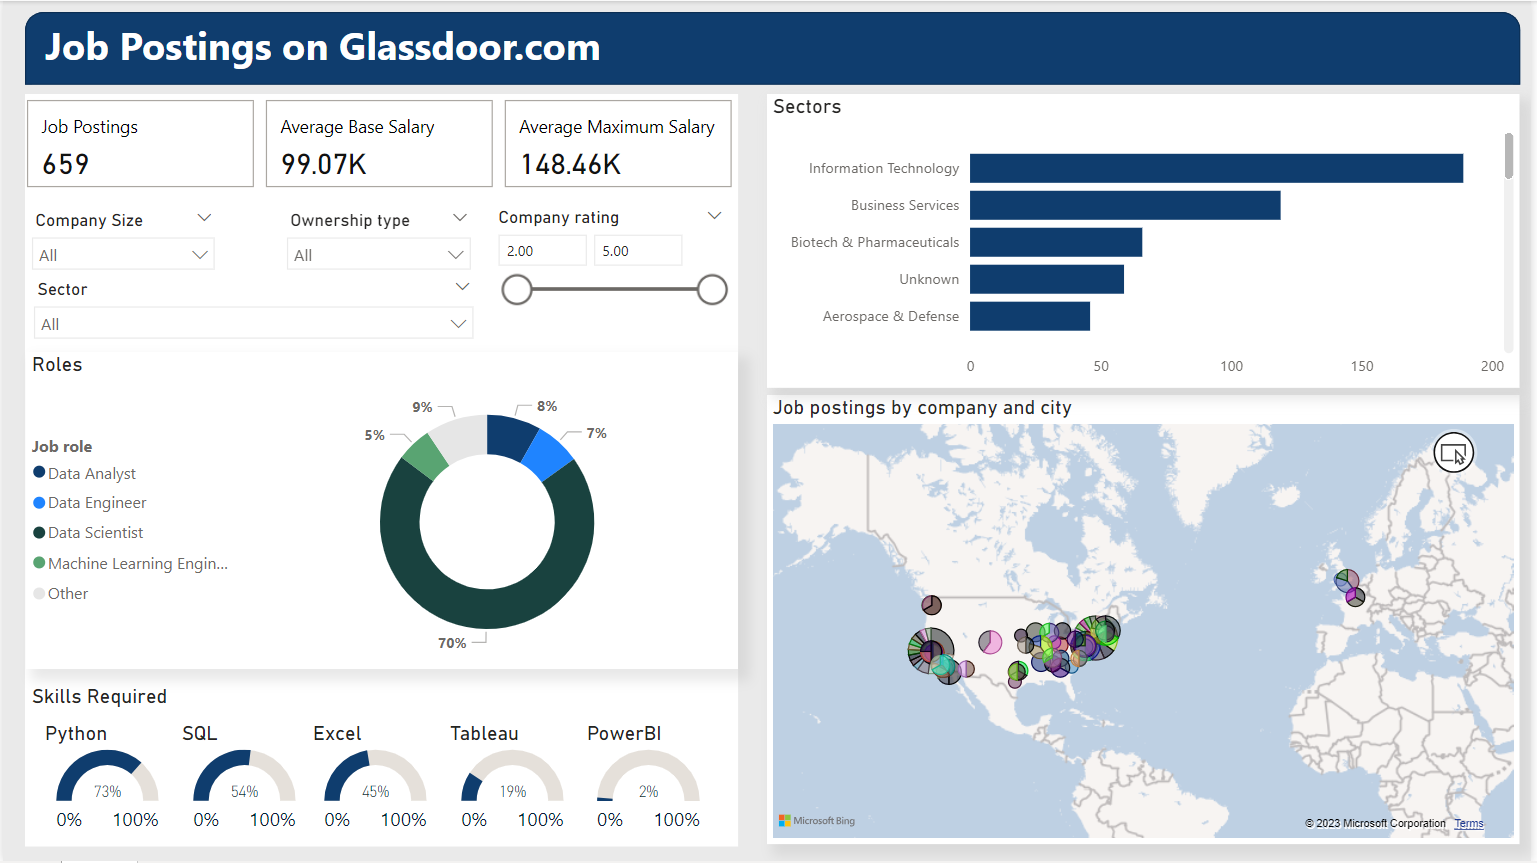 Job Postings on Glassdoor.com
Job Postings
659
Average Base Salary
99.07K
Average Maximum Salary
148.46K
Company Size
All
Ownership type
All
Company rating
2.00
5.00
Sector
All
Roles
Job role
Data Analyst
Data Engineer
Data Scientist
Machine Learning Engin...
Other
9%
8%
5%
7%
70%
Skills Required
Python
73%
0% 100%
SQL
54%
0% 100%
Excel
45%
0% 100%
Tableau
19%
0% 100%
PowerBI
2%
0% 100%
Sectors
Information Technology
Business Services
Biotech & Pharmaceuticals
Unknown
Aerospace & Defense
0 50 100 150 200
Job postings by company and city
Microsoft Bing
© 2023 Microsoft Corporation Terms